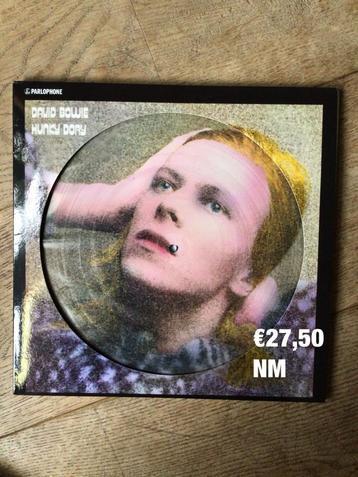 PARLOPHONE
DAVID BOWIE
HUNKY DORY
€27,50
NM